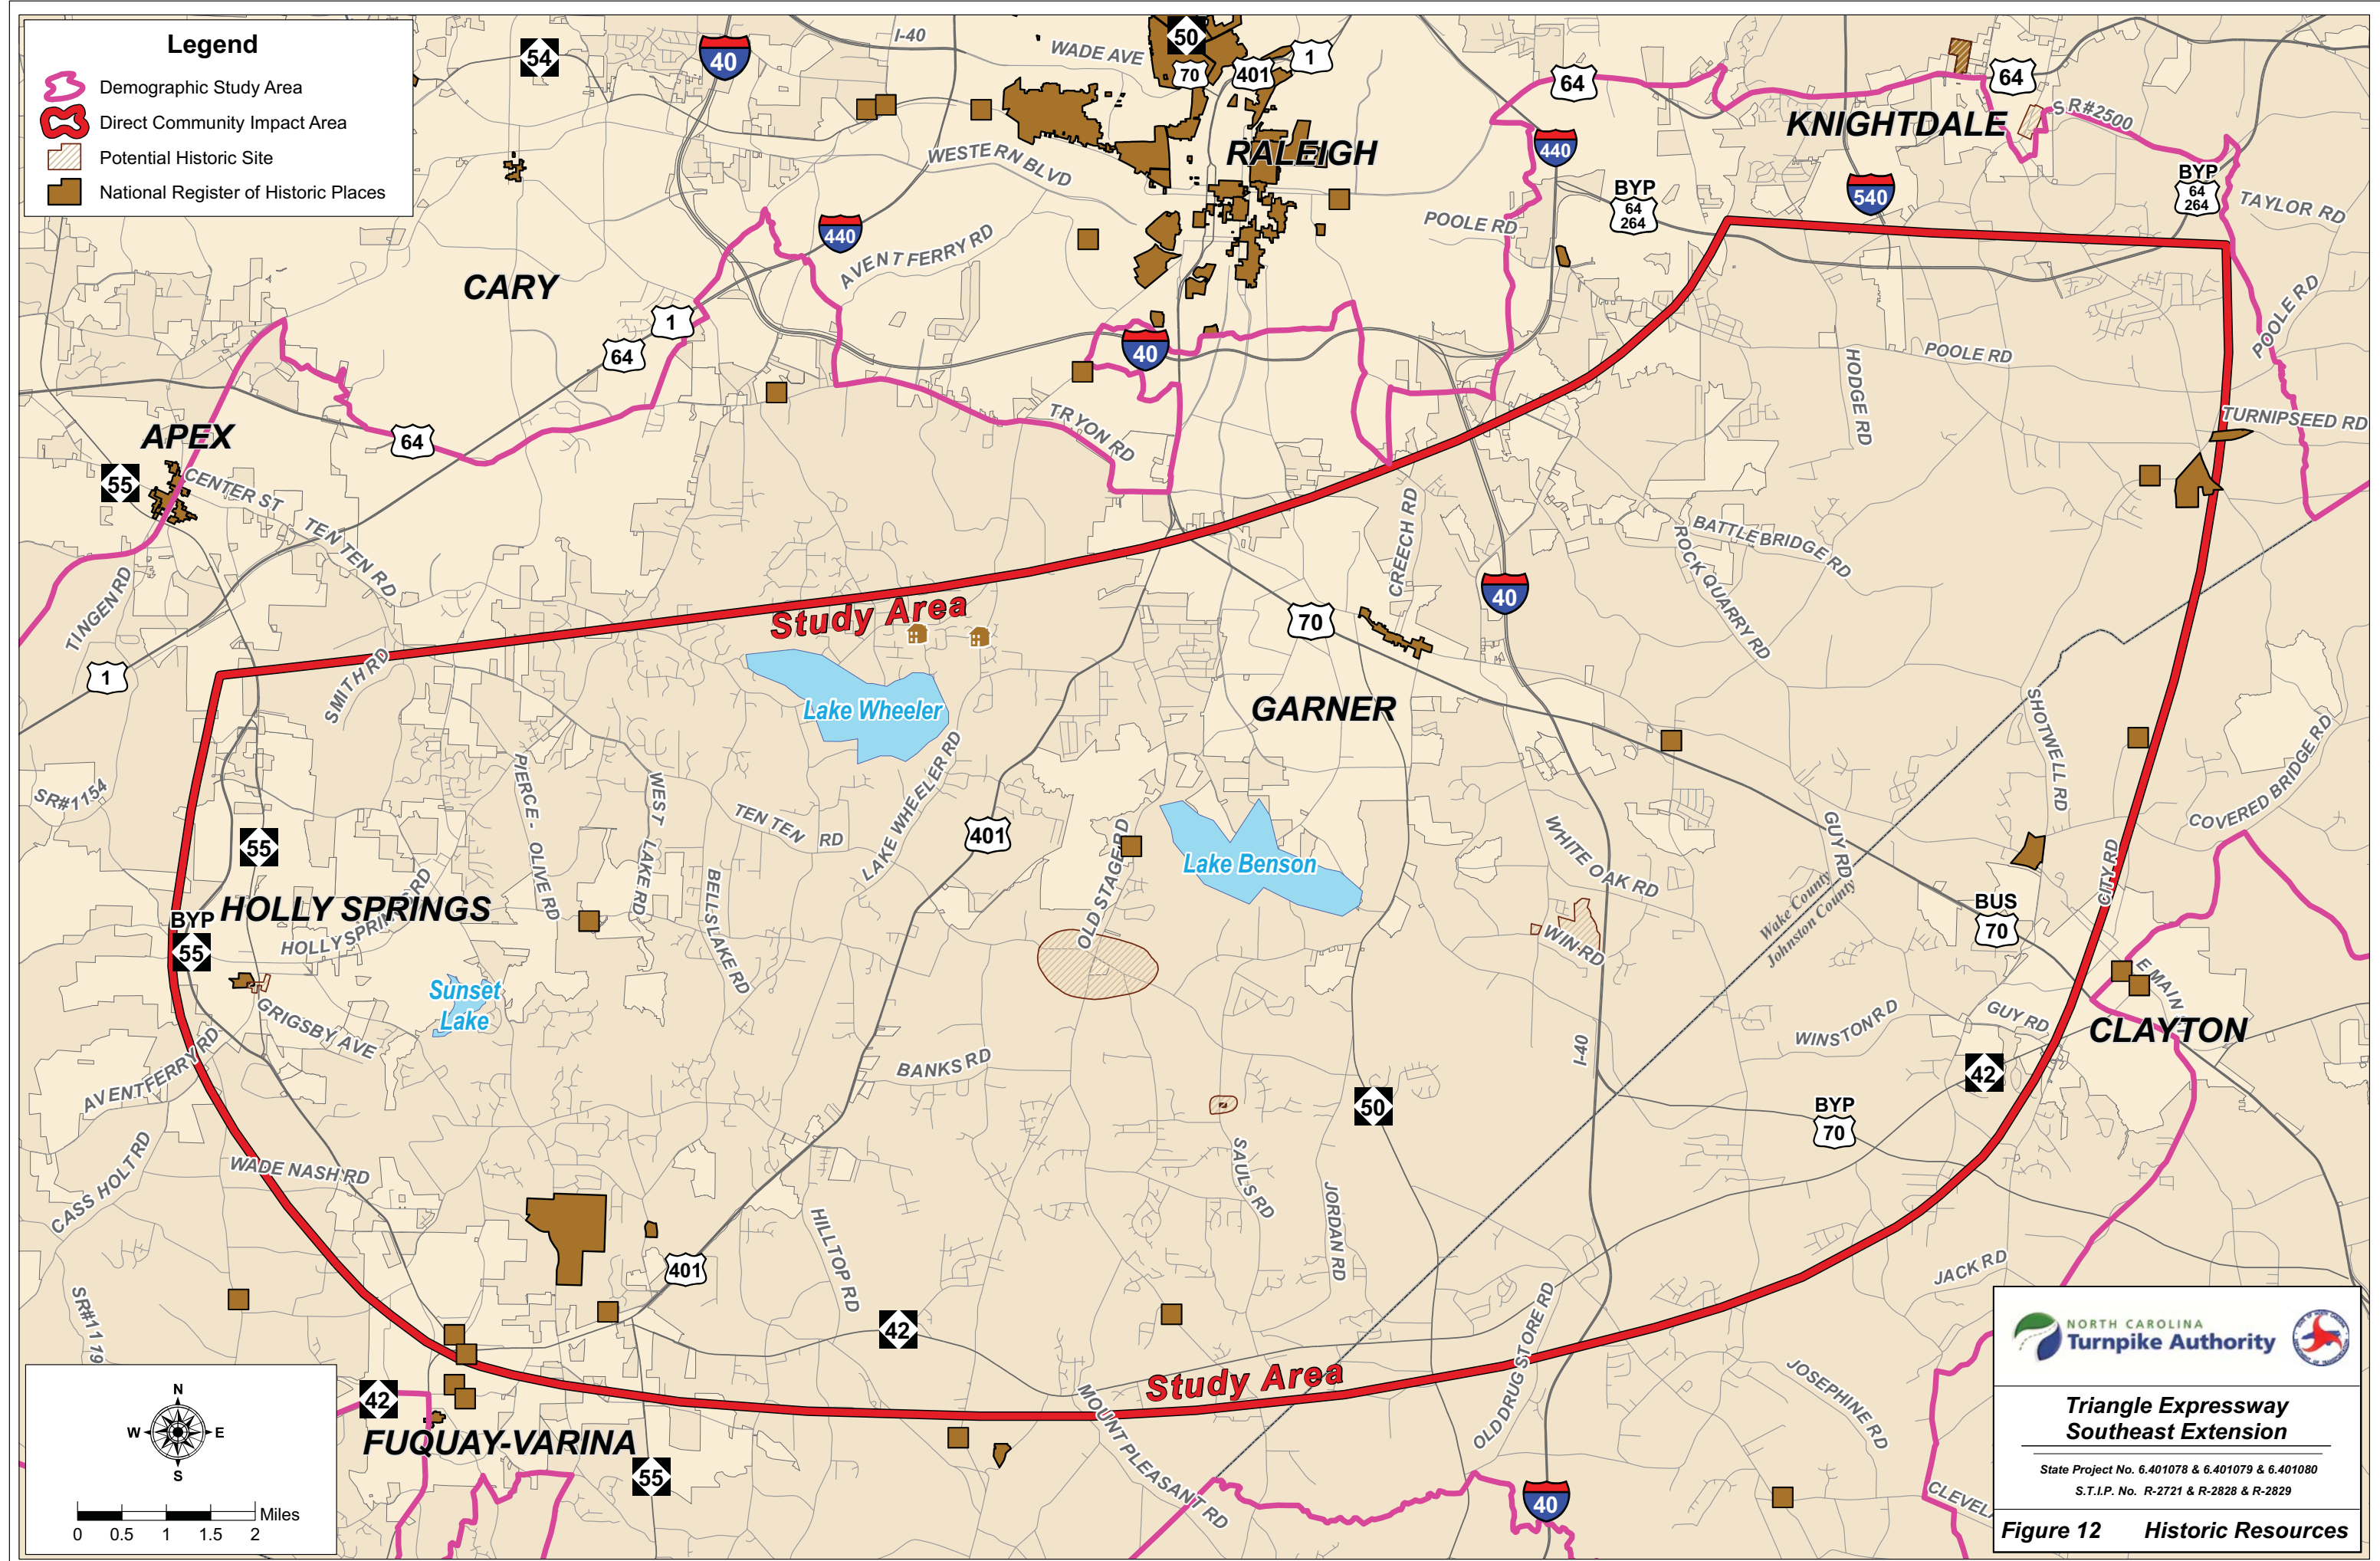 Legend
Demographic Study Area
Direct Community Impact Area
Potential Historic Site
National Register of Historic Places
54
40
I-40
WADE AVE
50
70
401
1
64
KNIGHTDALE
64
SR#2500
WESTERN BLVD
RALEIGH
440
BYP
64
264
540
BYP
64
264
TAYLOR RD
440
AVENT FERRY RD
POOLE RD
CARY
1
64
40
HODGE RD
POOLE RD
POOLE RD
APEX
64
TRYON RD
TURNIPSEED RD
55
CENTER ST
TEN TEN RD
CREECH RD
BATTLE BRIDGE RD
ROCK QUARRY RD
TINGEN RD
Study Area
70
40
1
SMITH RD
Lake Wheeler
GARNER
SHOTWELL RD
SR#1154
PIERCE - OLIVE RD
WEST LAKE RD
TEN TEN RD
LAKE WHEELER RD
401
55
OLD STAGE RD
Lake Benson
WHITE OAK RD
GUY RD
COVERED BRIDGE RD
CITY RD
HOLLY SPRINGS
BYP
55
HOLLY SPRINGS RD
BELLS LAKE RD
WIN RD
Wake County
Johnston County
BUS
70
Sunset
Lake
GRIGSBY AVE
E MAIN
WINSTON RD
GUY RD
CLAYTON
AVENT FERRY RD
BANKS RD
I-40
42
50
BYP
70
CASS HOLT RD
WADE NASH RD
SAULS RD
JORDAN RD
HILLTOP RD
401
JACK RD
SR#1179
42
OLD DRUG STORE RD
Study Area
42
MOUNT PLEASANT RD
JOSEPHINE RD
FUQUAY-VARINA
55
40
CLEVEL
N
W
E
S
Miles
0 0.5 1 1.5 2
NORTH CAROLINA
Turnpike Authority
Triangle Expressway
Southeast Extension
State Project No. 6.401078 & 6.401079 & 6.401080
S.T.I.P. No. R-2721 & R-2828 & R-2829
Figure 12 Historic Resources